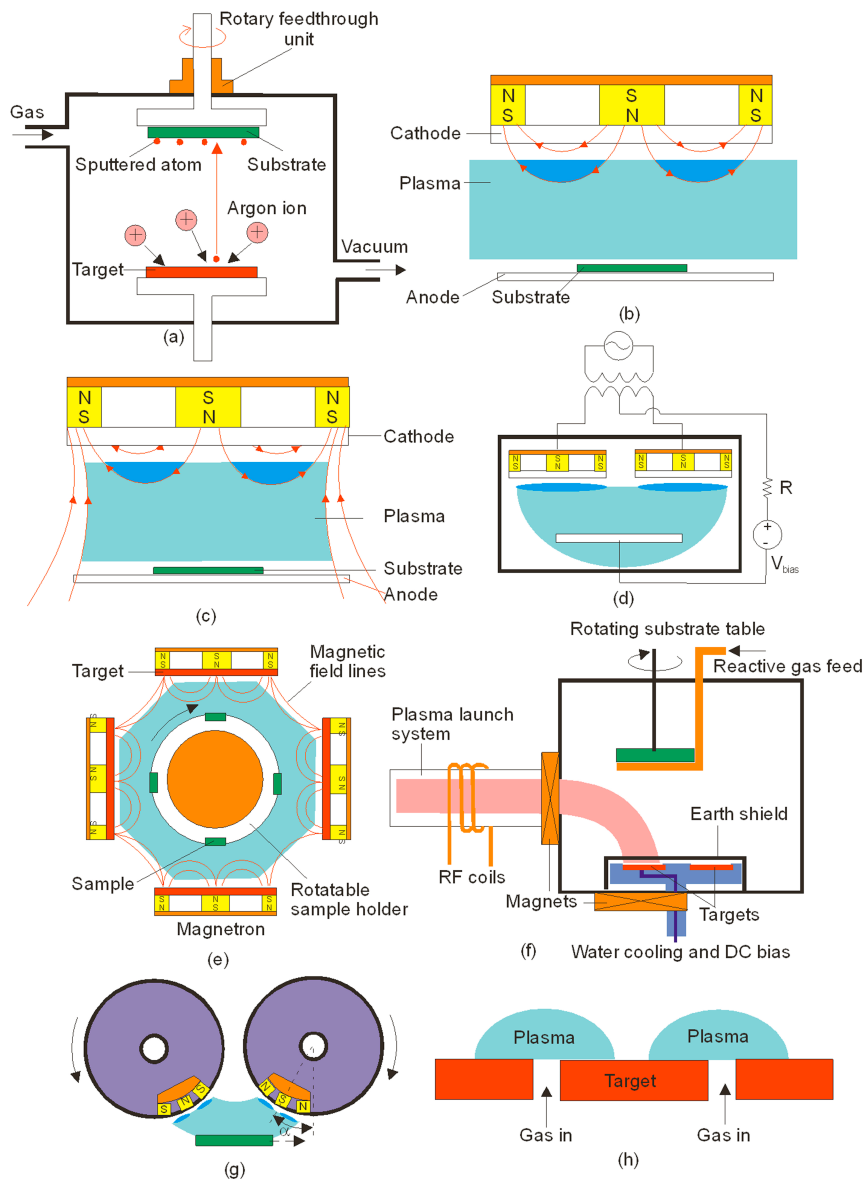 Rotary feedthrough
unit
Gas
Sputtered atom
Substrate
Argon ion
+
+
+
Vacuum
Target
(a)
N
S
S
N
N
S
Cathode
Plasma
Anode
Substrate
(b)
N
S
S
N
N
S
Cathode
Plasma
Substrate
Anode
(c)
N
S
S
N
N
S
N
S
S
N
N
S
R
+
-
Vbias
(d)
Target
Magnetic
field lines
N
S
S
N
N
S
S
N
S
N
S
N
N
S
N
S
N
S
Sample
Rotatable
sample holder
S
N
N
S
S
N
Magnetron
(e)
Rotating substrate table
Reactive gas feed
Plasma launch
system
Earth shield
RF coils
Magnets
Targets
Water cooling and DC bias
(f)
S
N
S
N
S
N
α
(g)
Plasma
Plasma
Target
Gas in
Gas in
(h)